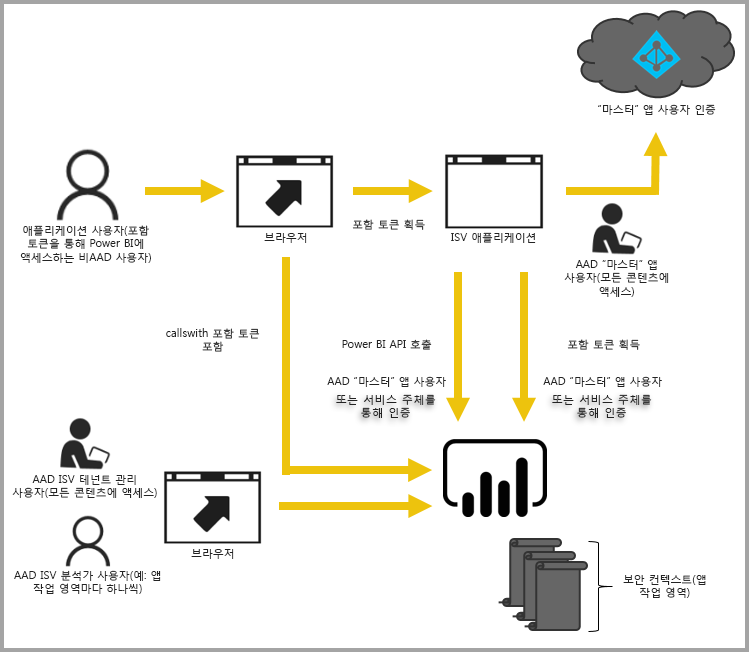 "마스터" 앱 사용자 인증
애플리케이션 사용자(포함
토큰을 통해 Power BI에
액세스하는 비AAD 사용자)
브라우저
포함 토큰 획득
ISV 애플리케이션
AAD "마스터" 앱
사용자(모든 콘텐츠에
액세스)
callswith 포함 토큰
포함
Power BI API 호출
AAD "마스터" 앱 사용자
또는 서비스 주체를
통해 인증
포함 토큰 획득
AAD "마스터" 앱 사용자
또는 서비스 주체를
통해 인증
AAD ISV 테넌트 관리
사용자(모든 콘텐츠에 액세스)
브라우저
AAD ISV 분석가 사용자(예: 앱
작업 영역마다 하나씩)
보안 컨텍스트(앱
작업 영역)